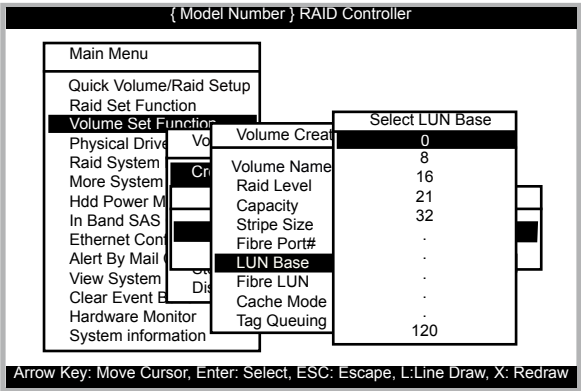 { Model Number } RAID Controller
Main Menu
Quick Volume/Raid Setup
Raid Set Function
Volume Set Function
Physical Drive
Raid System
More System
Hdd Power M
In Band SAS
Ethernet Conf
Alert By Mail
View System
Clear Event B
Hardware Monitor
System information
Vo
Cr
Dis
Volume Creat
Volume Name
Raid Level
Capacity
Stripe Size
Fibre Port#
LUN Base
Fibre LUN
Cache Mode
Tag Queuing
Select LUN Base
0
8
16
21
32
.
.
.
.
.
120
Arrow Key: Move Cursor, Enter: Select, ESC: Escape, L:Line Draw, X: Redraw